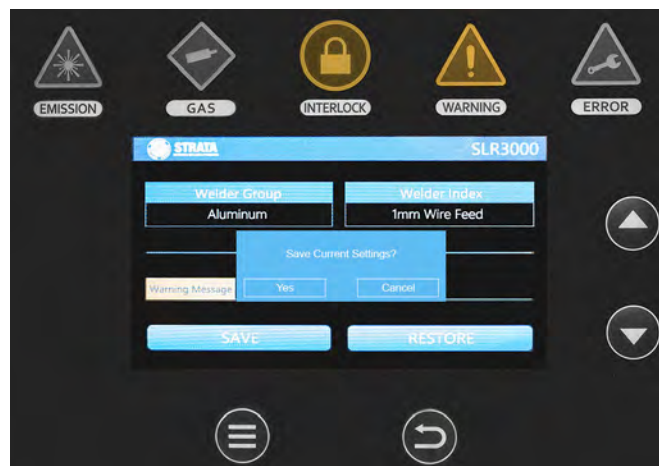 EMISSION
GAS
INTERLOCK
WARNING
ERROR
STRATA
SLR3000
Welder Group
Welder Index
Aluminum
1mm Wire Feed
Save Current Settings?
Warning Message
Yes
Cancel
SAVE
RESTORE